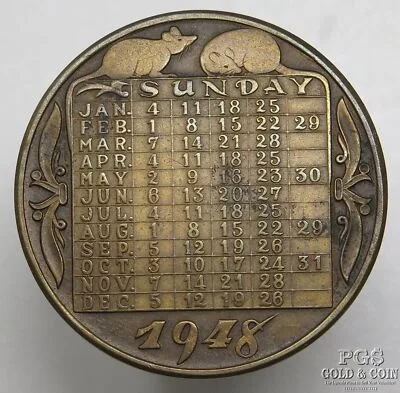 SUNDAY
JAN. 4 11 18 25
FEB. 1 8 15 22 29
MAR. 7 14 21 28
APR. 4 11 18 25
MAY 2 9 16 23 30
JUN. 6 13 20 27
JUL. 4 11 18 25
AUG. 1 8 15 22 29
SEP. 5 12 19 26
OCT. 3 10 17 24 31
NOV. 7 14 21 28
DEC. 5 12 19 26
1948
PG$
GOLD & COIN